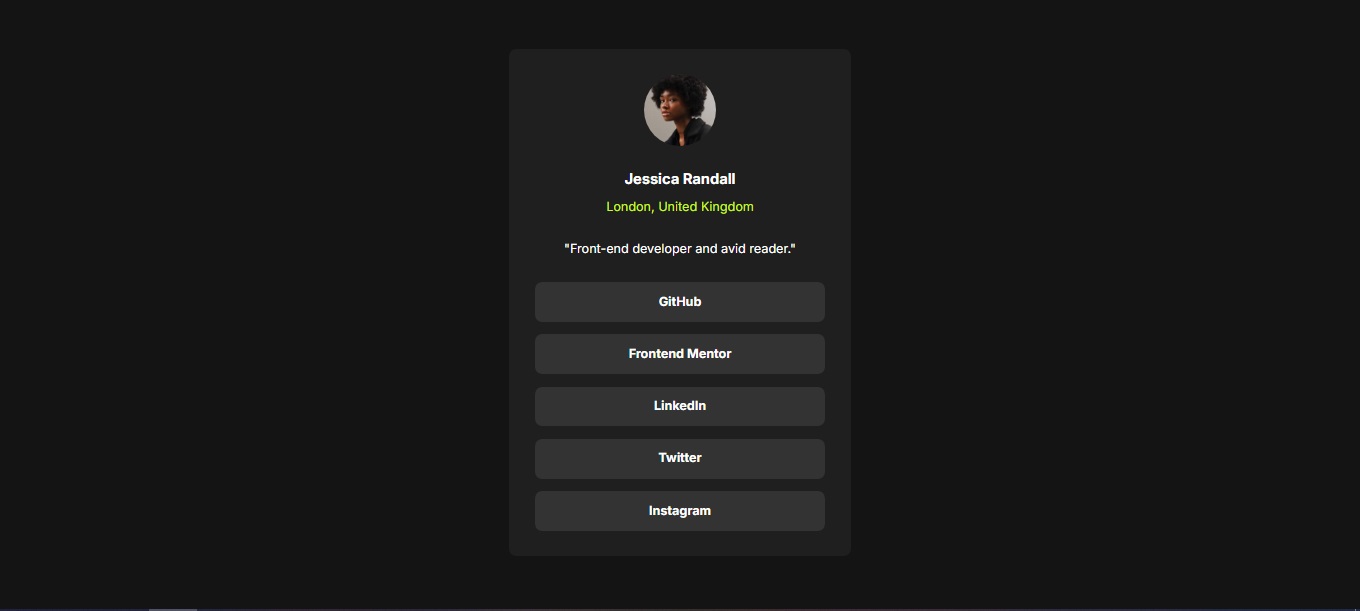 Jessica Randall
London, United Kingdom
"Front-end developer and avid reader."
GitHub
Frontend Mentor
LinkedIn
Twitter
Instagram